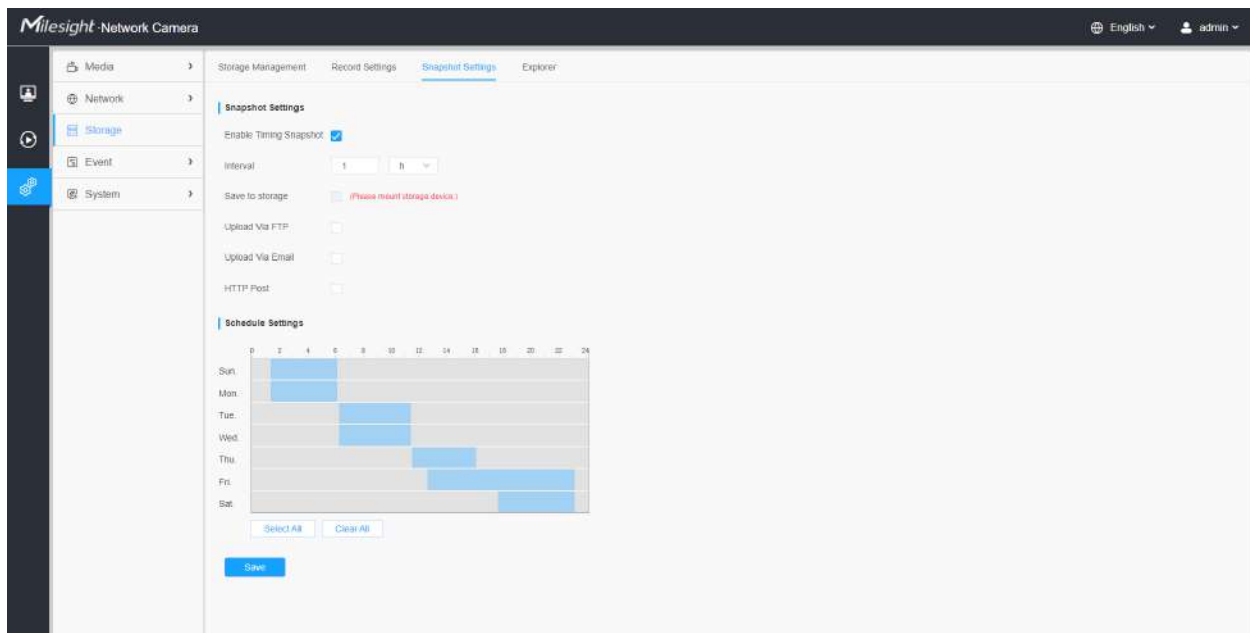 Milesight Network Camera
English
admin
Media
Storage Management Record Settings Snapshot Settings Explorer
Network
Snapshot Settings
Storage
Enable Timing Snapshot
Event
Interval 1 h
System
Save to storage (Please mount storage device.)
Upload Via FTP
Upload Via Email
HTTP Post
Schedule Settings
0 2 4 6 8 10 12 14 16 18 20 22 24
Sun.
Mon.
Tue.
Wed.
Thu.
Fri.
Sat.
Select All Clear All
Save